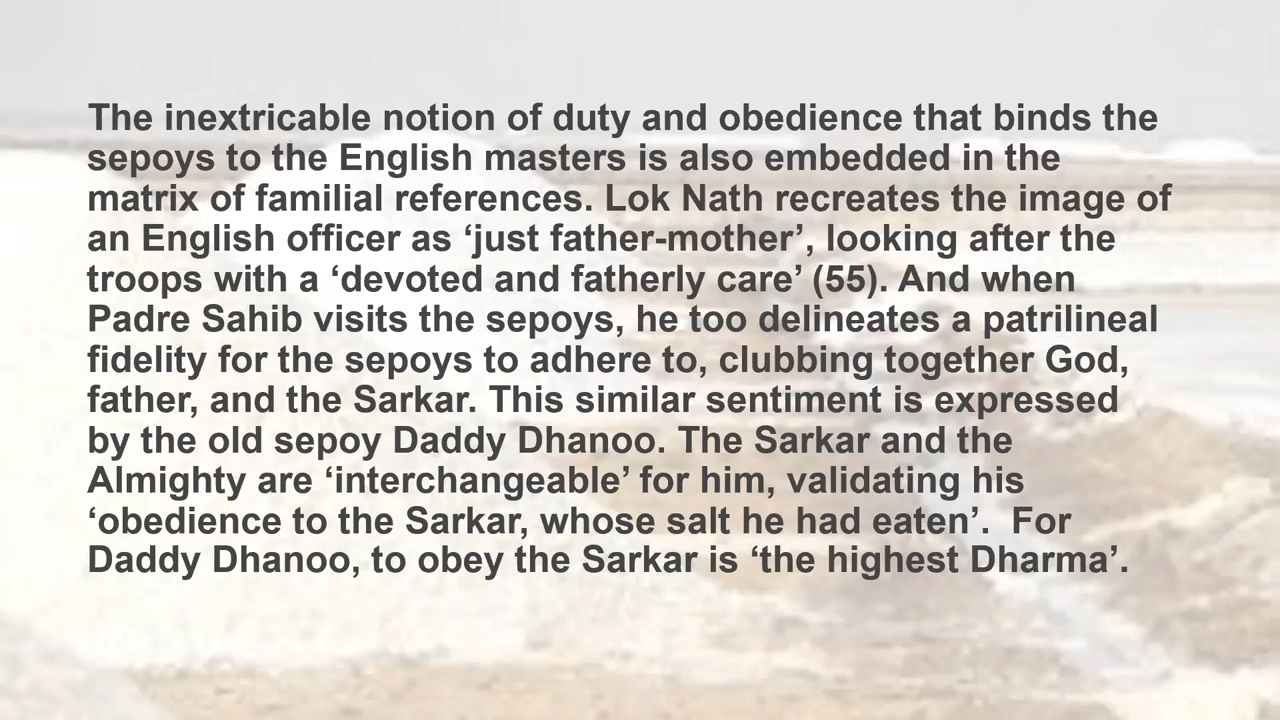 The inextricable notion of duty and obedience that binds the
sepoys to the English masters is also embedded in the
matrix of familial references. Lok Nath recreates the image of
an English officer as ‘just father-mother’, looking after the
troops with a ‘devoted and fatherly care’ (55). And when
Padre Sahib visits the sepoys, he too delineates a patrilineal
fidelity for the sepoys to adhere to, clubbing together God,
father, and the Sarkar. This similar sentiment is expressed
by the old sepoy Daddy Dhanoo. The Sarkar and the
Almighty are ‘interchangeable’ for him, validating his
‘obedience to the Sarkar, whose salt he had eaten’.  For
Daddy Dhanoo, to obey the Sarkar is ‘the highest Dharma’.